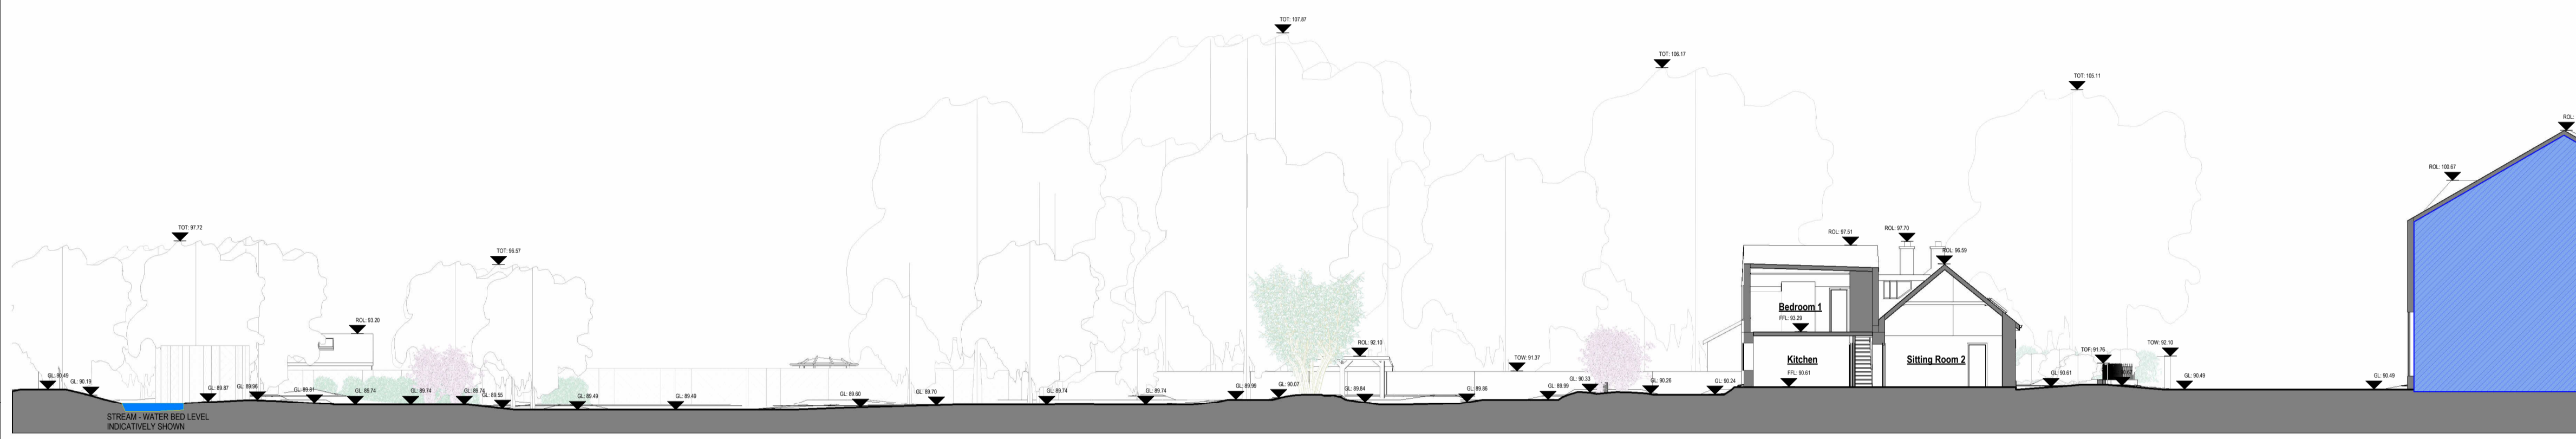 TOT: 107.87
TOT: 106.17
TOT: 105.11
ROL:
ROL: 100.67
TOT: 97.72
TOT: 96.57
ROL: 97.51
ROL: 97.70
ROL: 96.59
Bedroom 1
FFL: 93.29
ROL: 93.20
ROL: 92.10
TOW: 91.37
Kitchen
FFL: 90.61
Sitting Room 2
TOF: 91.76
TOW: 92.10
GL: 90.49
GL: 90.19
GL: 89.87
GL: 89.96
GL: 89.81
GL: 89.74
GL: 89.74
GL: 89.74
GL: 89.55
GL: 89.49
GL: 89.49
GL: 89.60
GL: 89.70
GL: 89.74
GL: 89.74
GL: 89.99
GL: 90.07
GL: 89.84
GL: 89.86
GL: 89.99
GL: 90.33
GL: 90.26
GL: 90.24
GL: 90.61
GL: 90.49
GL: 90.49
STREAM - WATER BED LEVEL
INDICATIVELY SHOWN